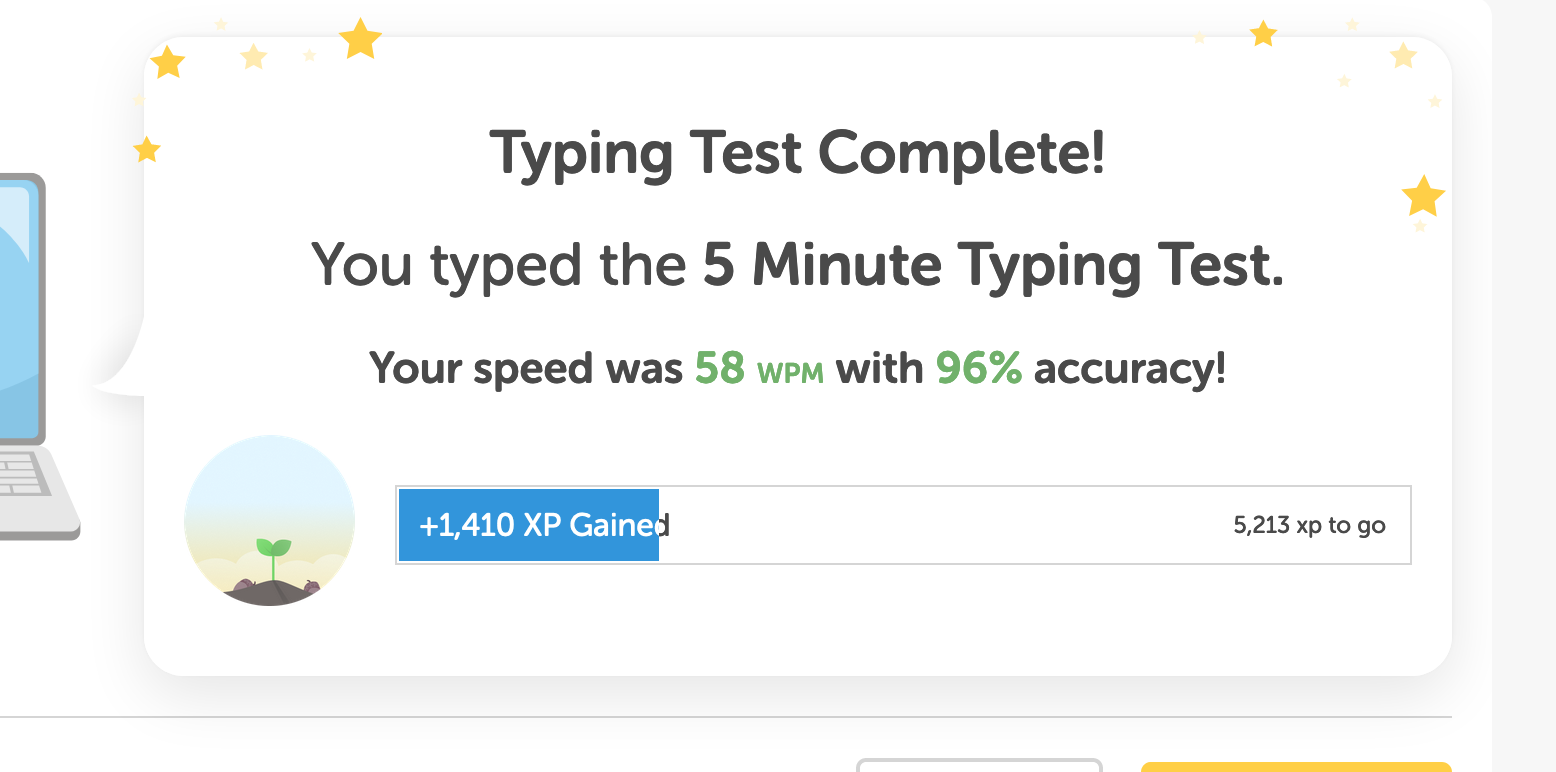 Typing Test Complete!
You typed the 5 Minute Typing Test.
Your speed was 58 WPM with 96% accuracy!
+1,410 XP Gained
5,213 xp to go